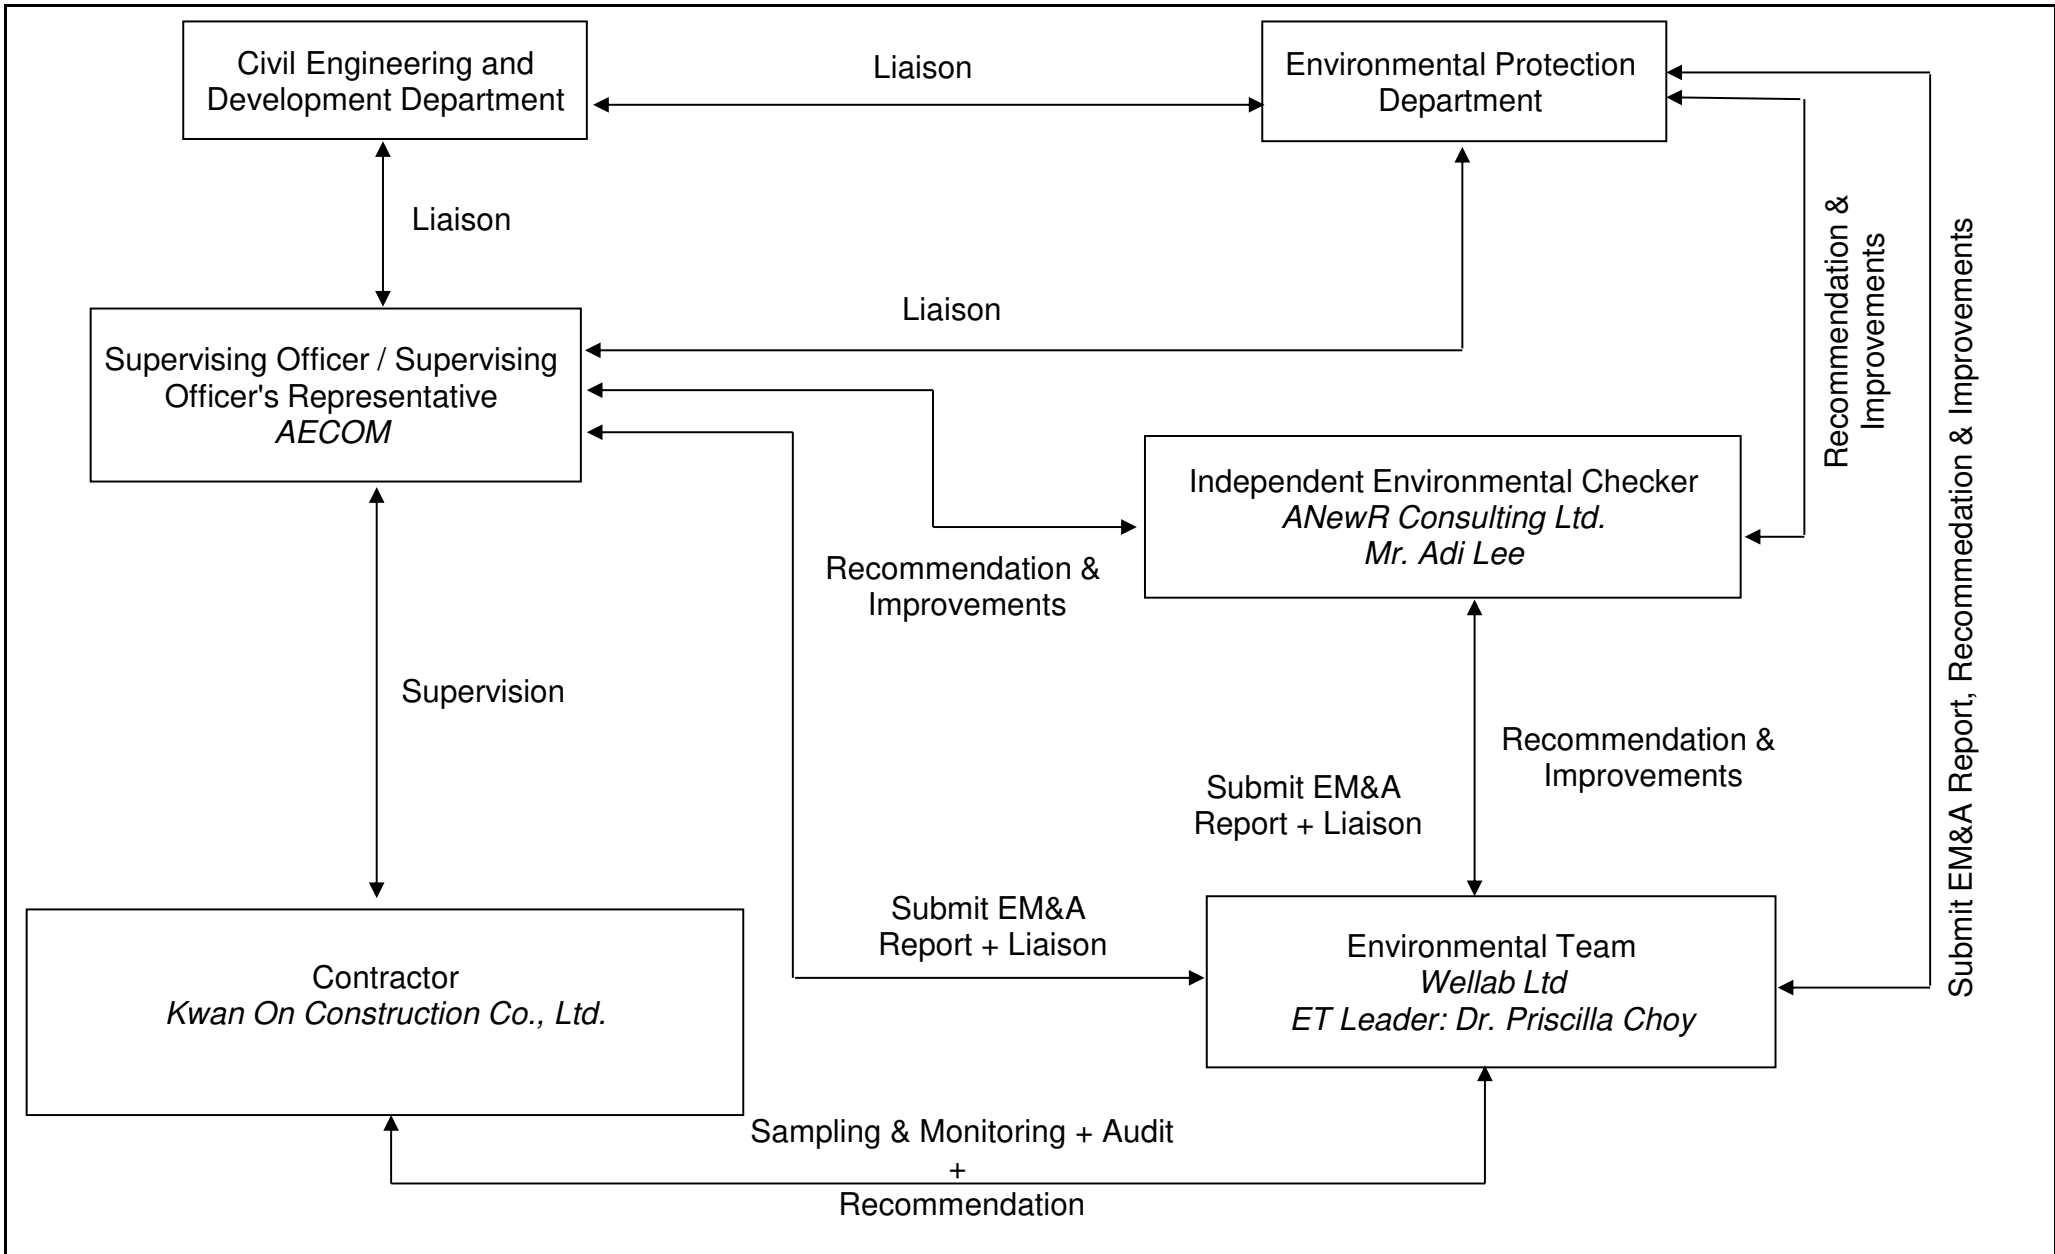 Civil Engineering and
Development Department
Liaison
Environmental Protection
Department
Liaison
Liaison
Recommendation &
Improvements
Submit EM&A Report, Recommedation & Improvements
Supervising Officer / Supervising
Officer's Representative
AECOM
Independent Environmental Checker
ANewR Consulting Ltd.
Mr. Adi Lee
Recommendation &
Improvements
Supervision
Recommendation &
Improvements
Submit EM&A
Report + Liaison
Submit EM&A
Report + Liaison
Contractor
Kwan On Construction Co., Ltd.
Environmental Team
Wellab Ltd
ET Leader: Dr. Priscilla Choy
Sampling & Monitoring + Audit
+
Recommendation